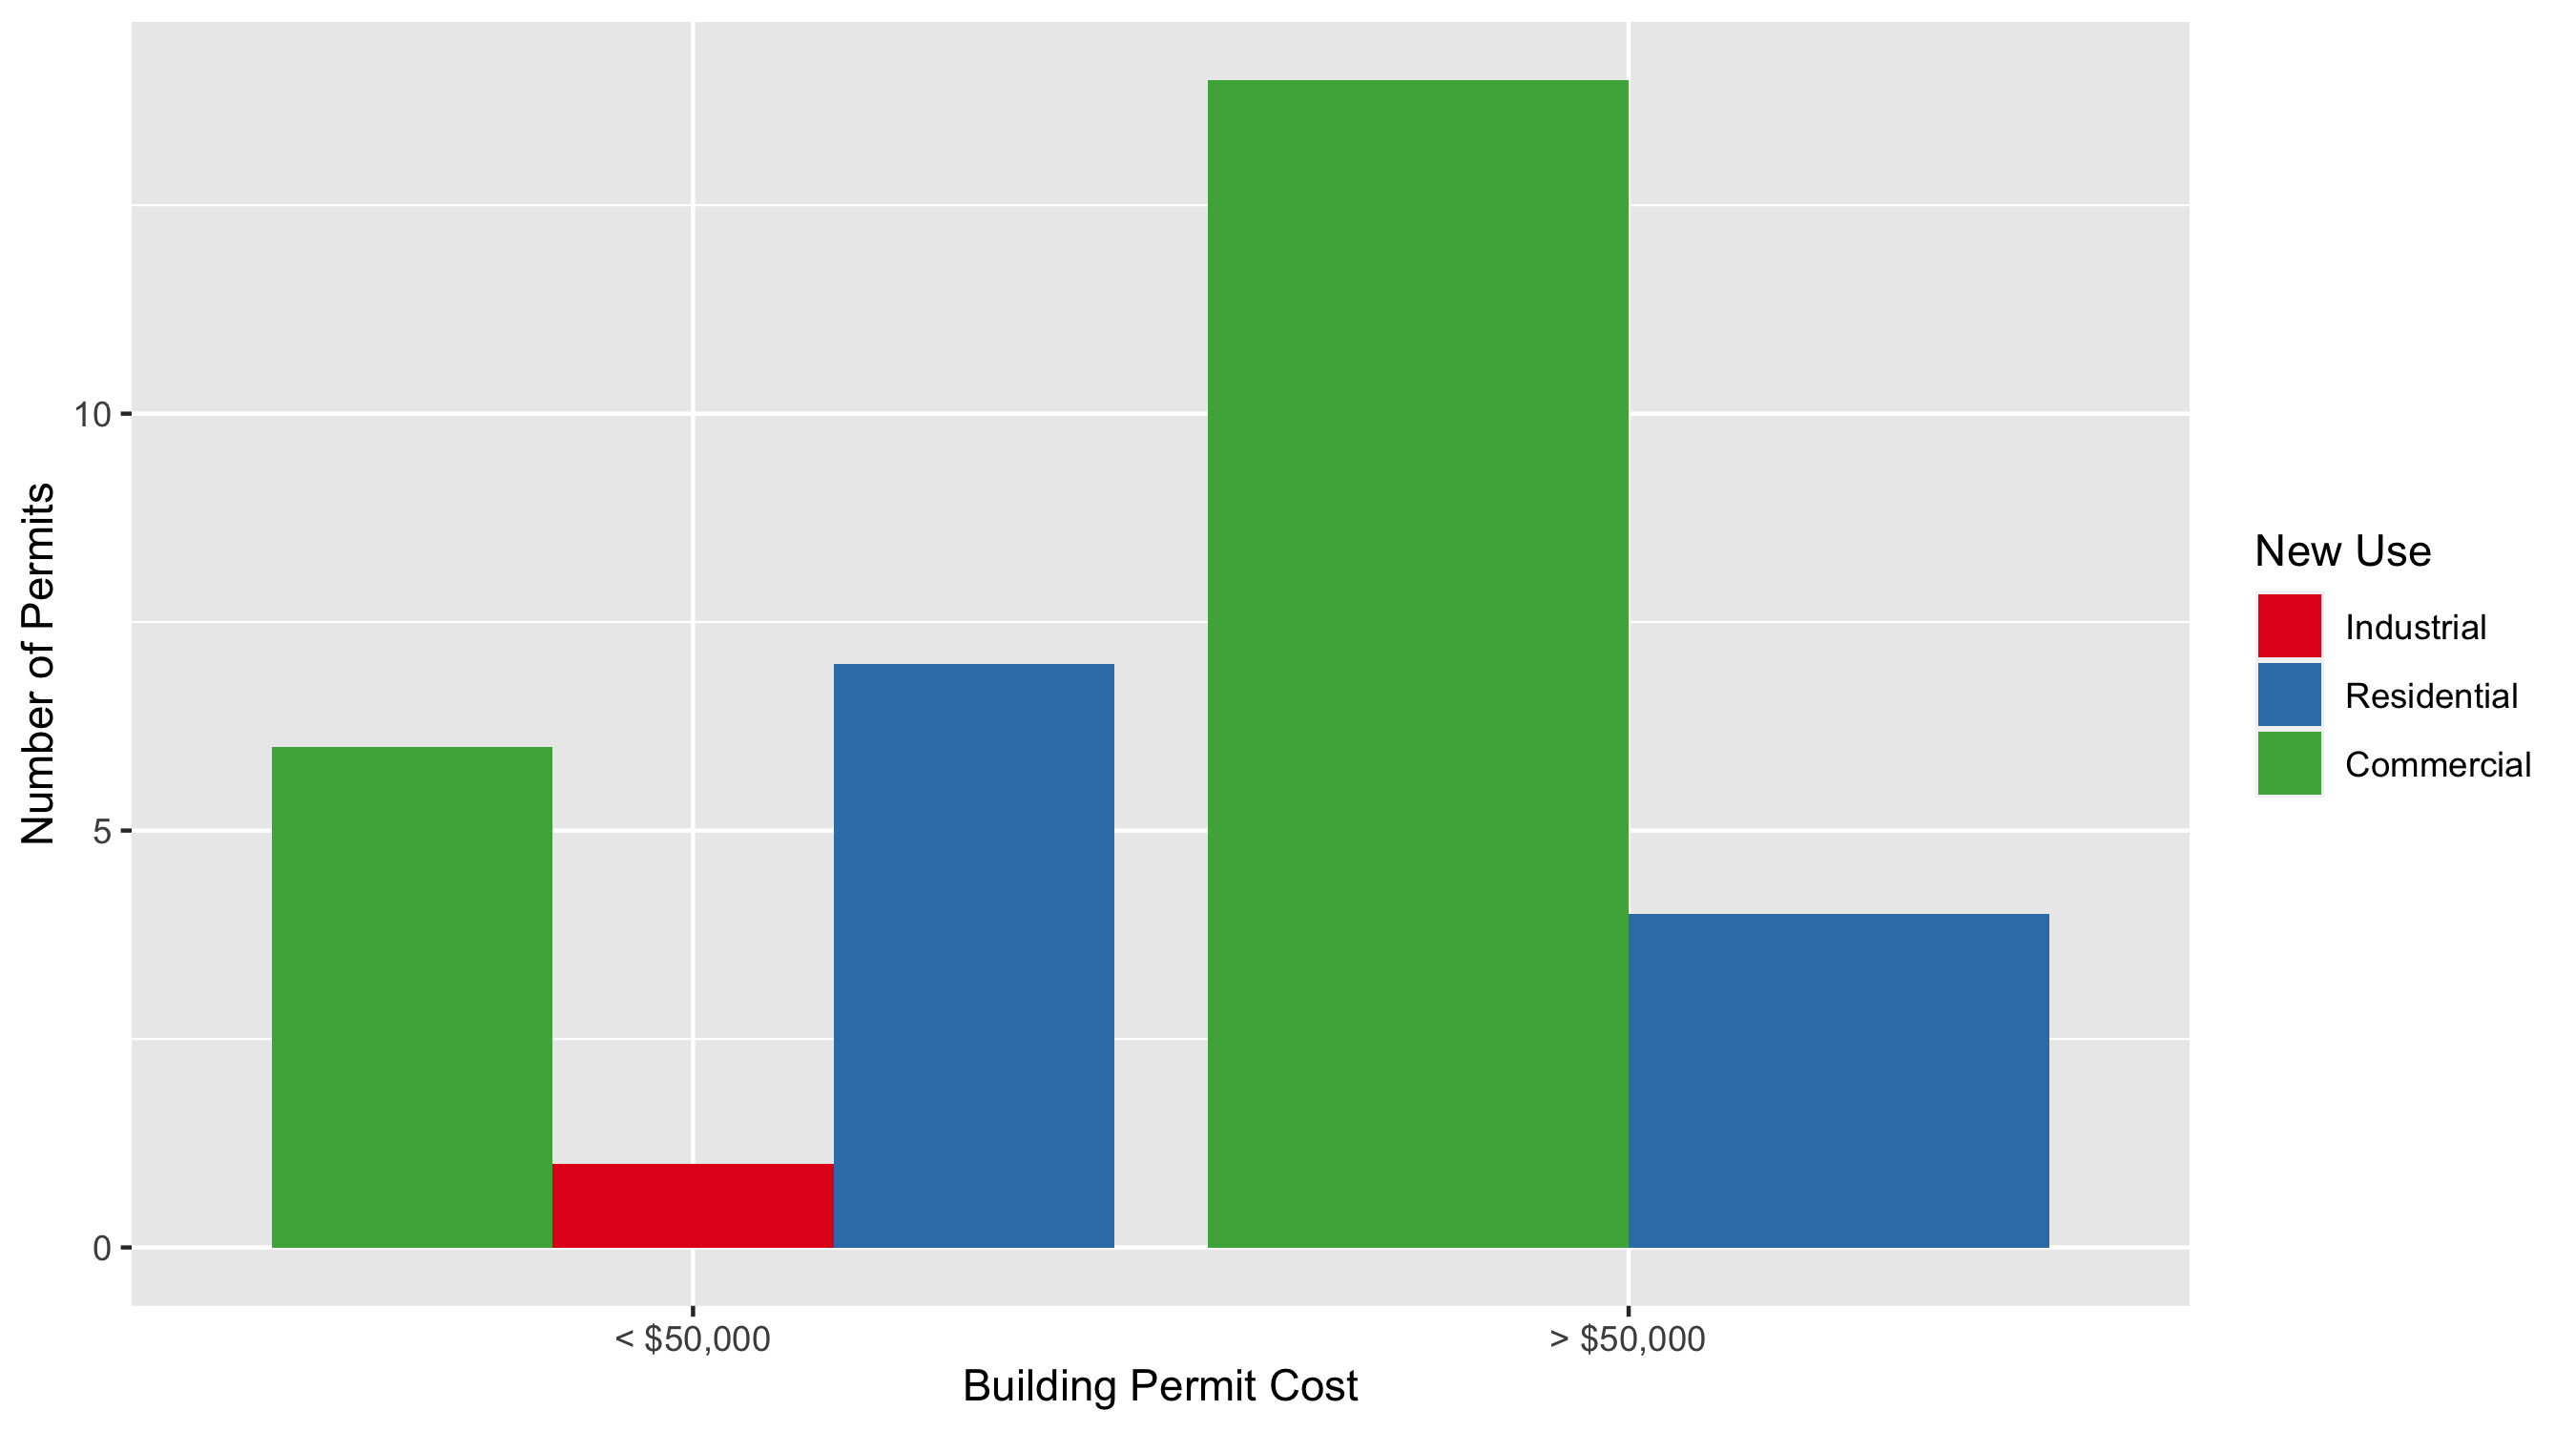 Number of Permits
10
5
0
< $50,000
> $50,000
Building Permit Cost
New Use
Industrial
Residential
Commercial